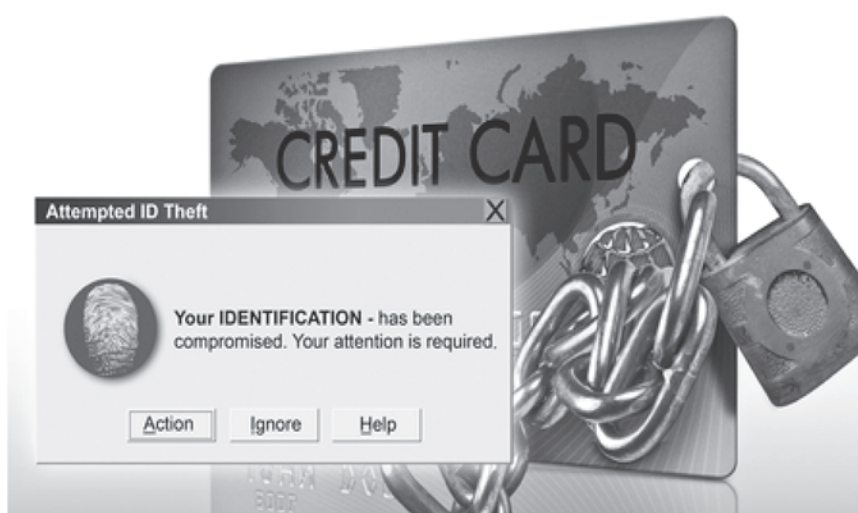 CREDIT CARD
Attempted ID Theft X
Your IDENTIFICATION - has been
compromised. Your attention is required.
Action Ignore Help